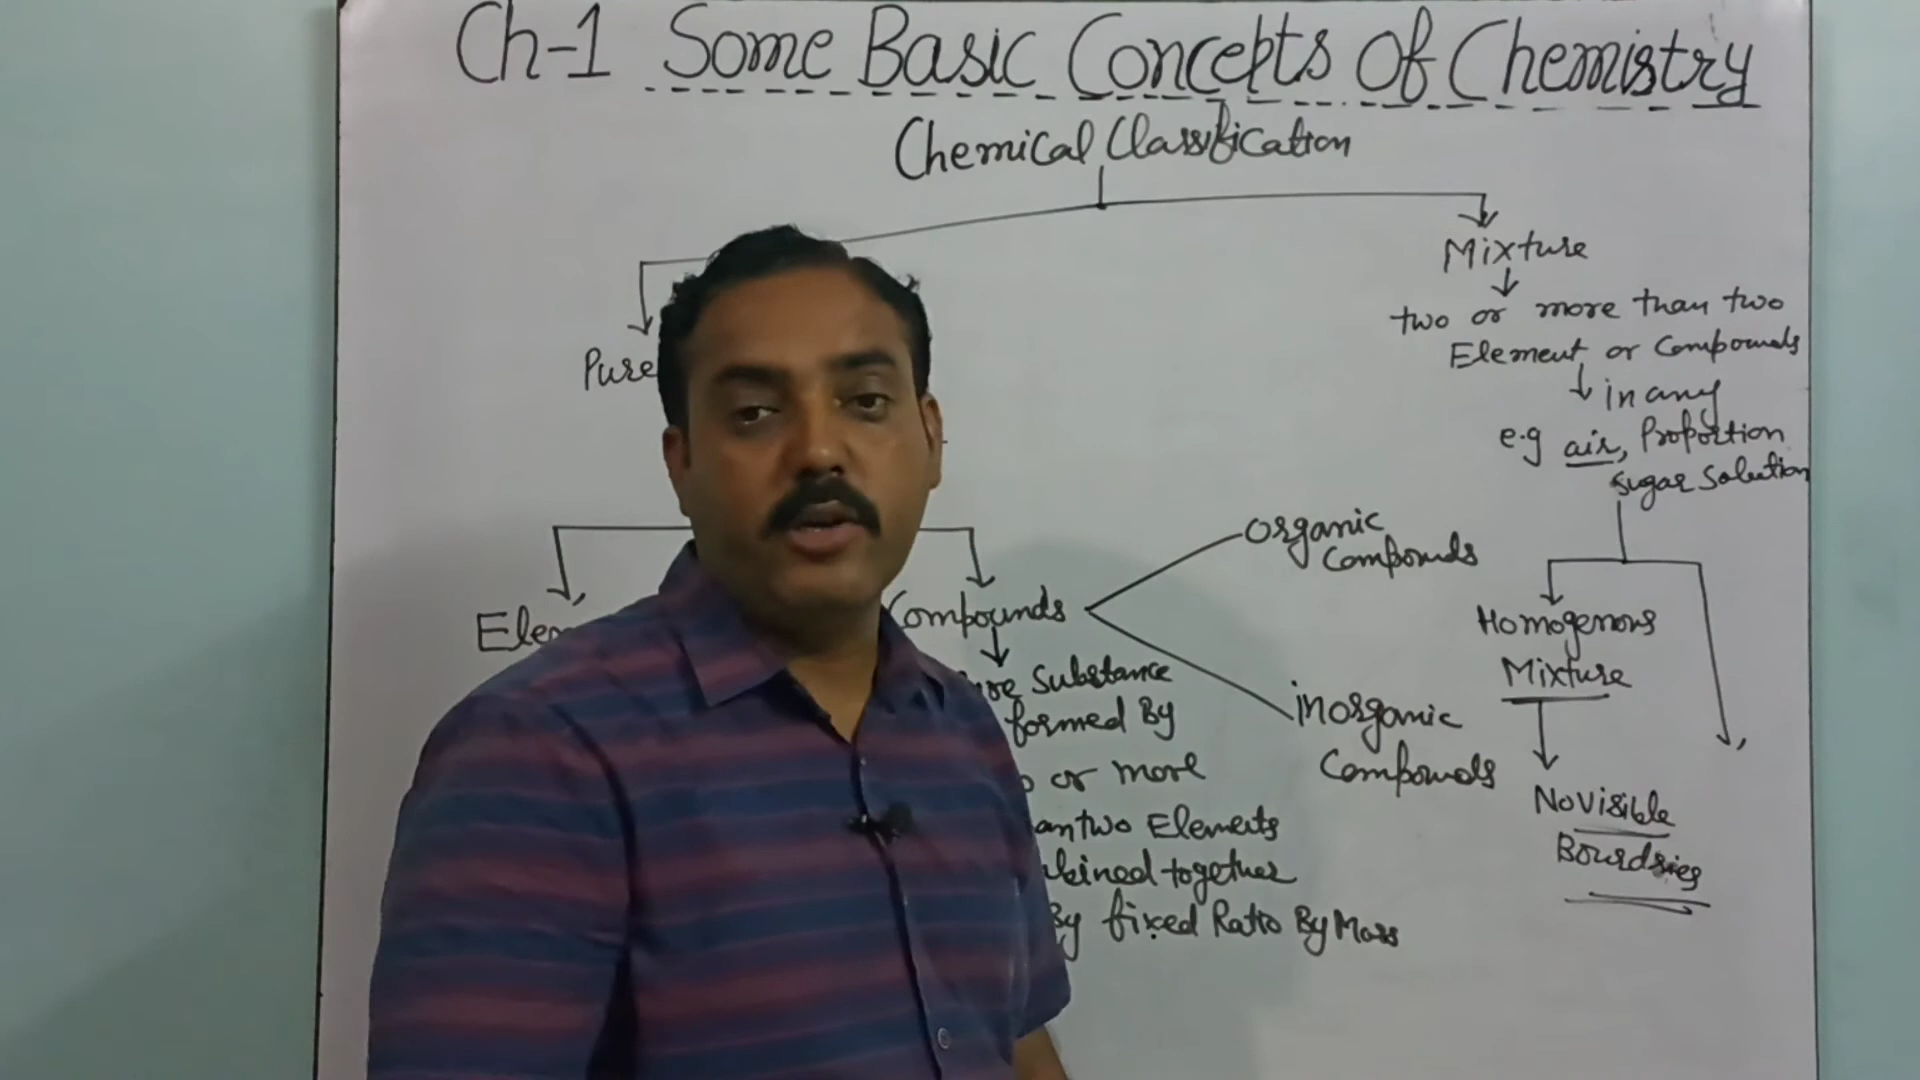 Ch-1 Some Basic Concepts Of Chemistry
Chemical Classification
Mixture
two or more than two
Element or Compounds
in any
e.g air, Proportion
sugar Solution
Pure
organic
Compounds
inorganic
Compounds
Homogenous
Mixture
No Visible
Bourdries
Compounds
Substance
formed By
or more
two Elements
together
By fixed Ratio By Mass